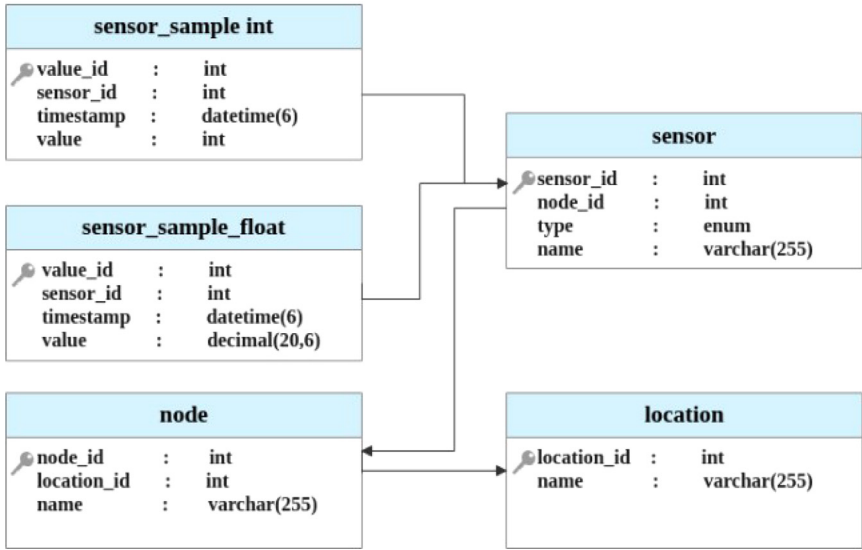 sensor_sample int
value_id : int
sensor_id : int
timestamp : datetime(6)
value : int
sensor_sample_float
value_id : int
sensor_id : int
timestamp : datetime(6)
value : decimal(20,6)
node
node_id : int
location_id : int
name : varchar(255)
sensor
sensor_id : int
node_id : int
type : enum
name : varchar(255)
location
location_id : int
name : varchar(255)